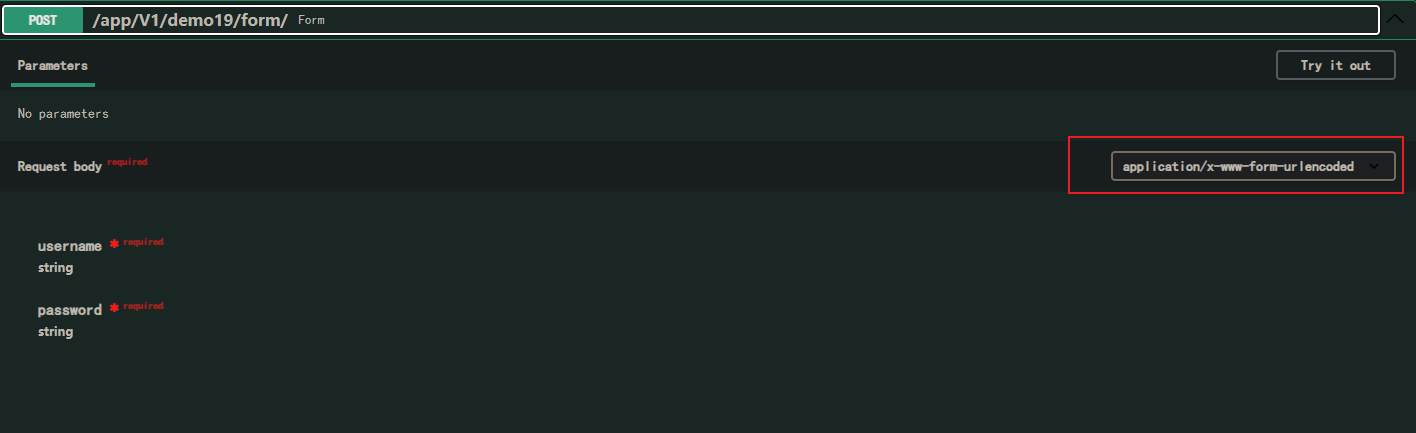 POST /app/V1/demo19/form/ Form
Parameters Try it out
No parameters
Request body required application/x-www-form-urlencoded
username * required
string
password * required
string